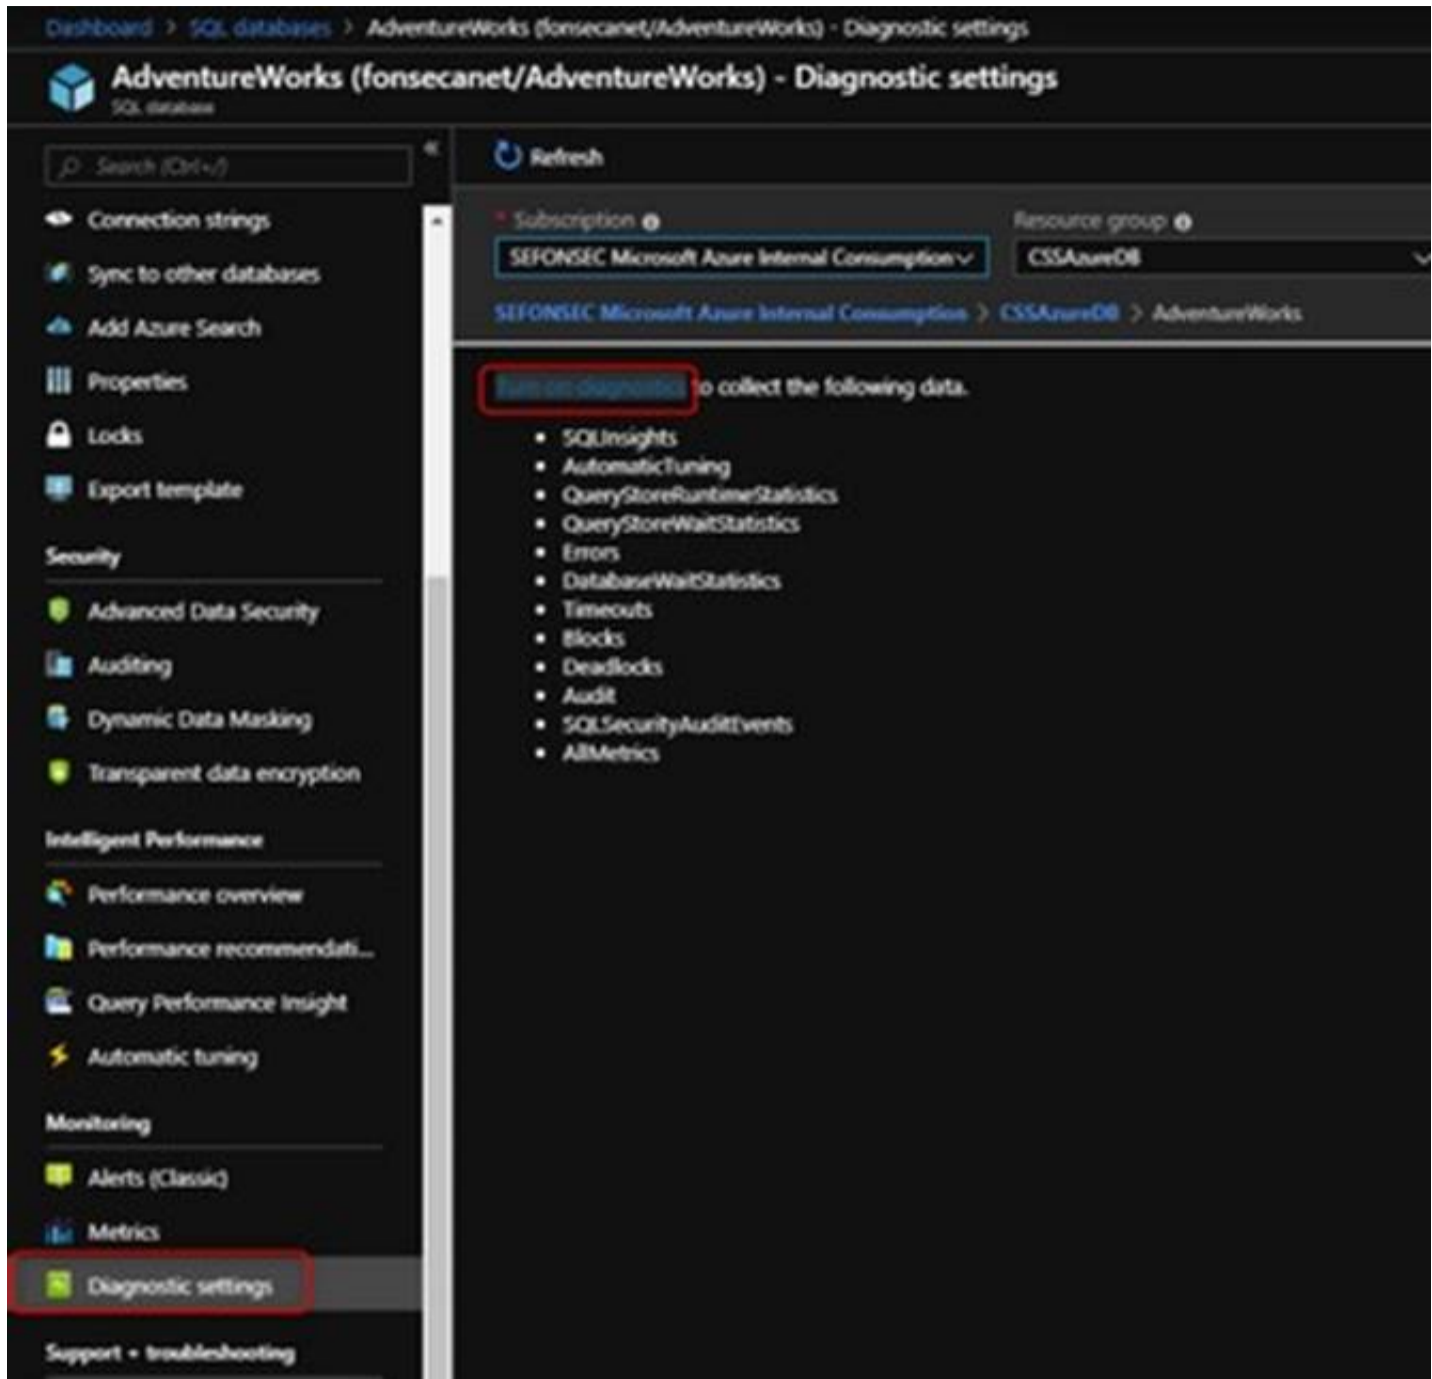 Dashboard > SQL databases > AdventureWorks (fonsecanet/AdventureWorks) - Diagnostic settings
AdventureWorks (fonsecanet/AdventureWorks) - Diagnostic settings
SQL database
Search (Ctrl+/)
«
Connection strings
Sync to other databases
Add Azure Search
Properties
Locks
Export template
Security
Advanced Data Security
Auditing
Dynamic Data Masking
Transparent data encryption
Intelligent Performance
Performance overview
Performance recommendati...
Query Performance Insight
Automatic tuning
Monitoring
Alerts (Classic)
Metrics
Diagnostic settings
Support + troubleshooting
Refresh
* Subscription
Resource group
SEFONSEC Microsoft Azure Internal Consumption
CSSAzureDB
SEFONSEC Microsoft Azure Internal Consumption > CSSAzureDB > AdventureWorks
Turn on diagnostics to collect the following data.
• SQLInsights
• AutomaticTuning
• QueryStoreRuntimeStatistics
• QueryStoreWaitStatistics
• Errors
• DatabaseWaitStatistics
• Timeouts
• Blocks
• Deadlocks
• Audit
• SQLSecurityAuditEvents
• AllMetrics